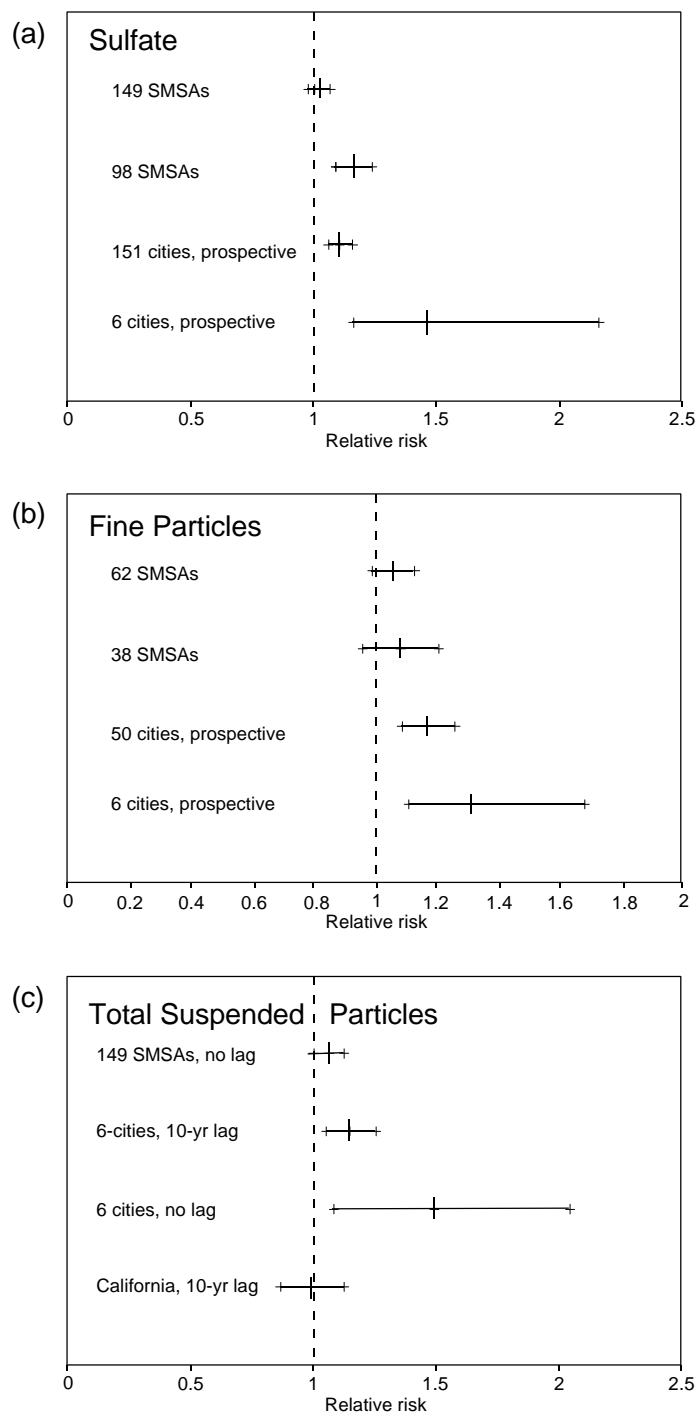 (a)
Sulfate
149 SMSAs
98 SMSAs
151 cities, prospective
6 cities, prospective
0 0.5 1 1.5 2 2.5
Relative risk
(b)
Fine Particles
62 SMSAs
38 SMSAs
50 cities, prospective
6 cities, prospective
0 0.2 0.4 0.6 0.8 1 1.2 1.4 1.6 1.8 2
Relative risk
(c)
Total Suspended Particles
149 SMSAs, no lag
6-cities, 10-yr lag
6 cities, no lag
California, 10-yr lag
0 0.5 1 1.5 2 2.5
Relative risk